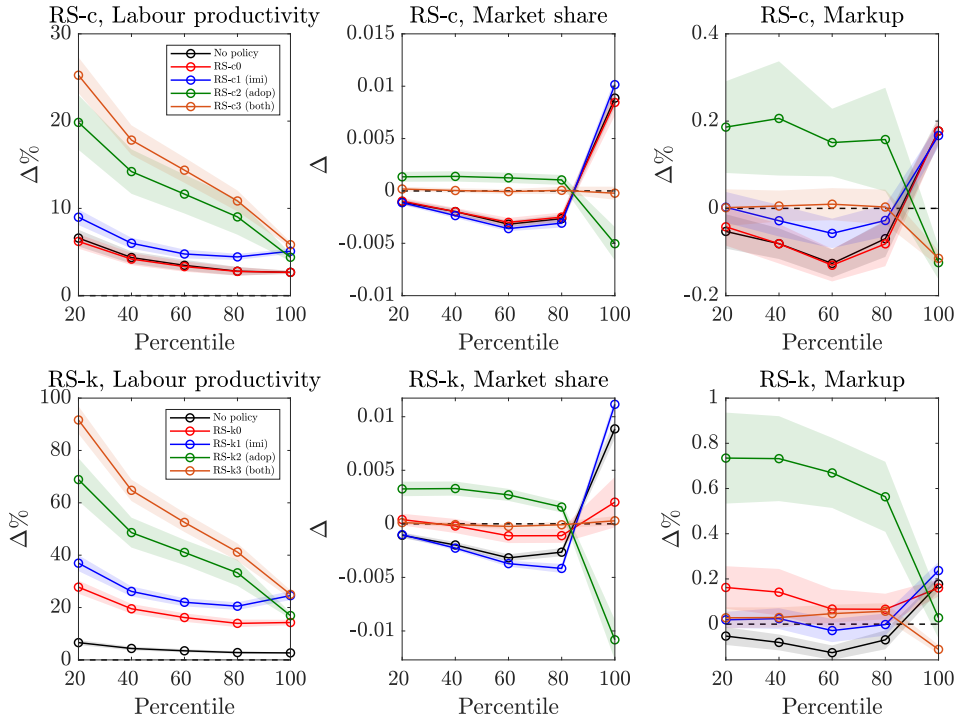 RS-c, Labour productivity
30
20
10
0
Δ%
20 40 60 80 100
Percentile
No policy
RS-c0
RS-c1 (imi)
RS-c2 (adop)
RS-c3 (both)
RS-c, Market share
0.015
0.01
0.005
0
-0.005
-0.01
Δ
20 40 60 80 100
Percentile
RS-c, Markup
0.4
0.2
0
-0.2
Δ%
20 40 60 80 100
Percentile
RS-k, Labour productivity
100
80
60
40
20
0
Δ%
20 40 60 80 100
Percentile
No policy
RS-k0
RS-k1 (imi)
RS-k2 (adop)
RS-k3 (both)
RS-k, Market share
0.01
0.005
0
-0.005
-0.01
Δ
20 40 60 80 100
Percentile
RS-k, Markup
1
0.8
0.6
0.4
0.2
0
Δ%
20 40 60 80 100
Percentile